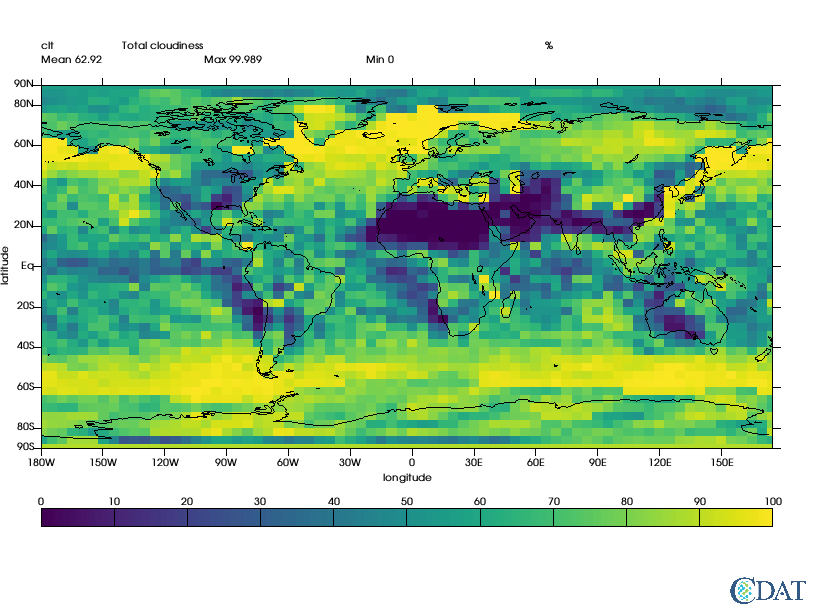 clt Total cloudiness %
Mean 62.92 Max 99.989 Min 0
90N
80N
60N
40N
20N
Eq
20S
40S
60S
80S
90S
latitude
180W 150W 120W 90W 60W 30W 0 30E 60E 90E 120E 150E
longitude
0 10 20 30 40 50 60 70 80 90 100
CDAT